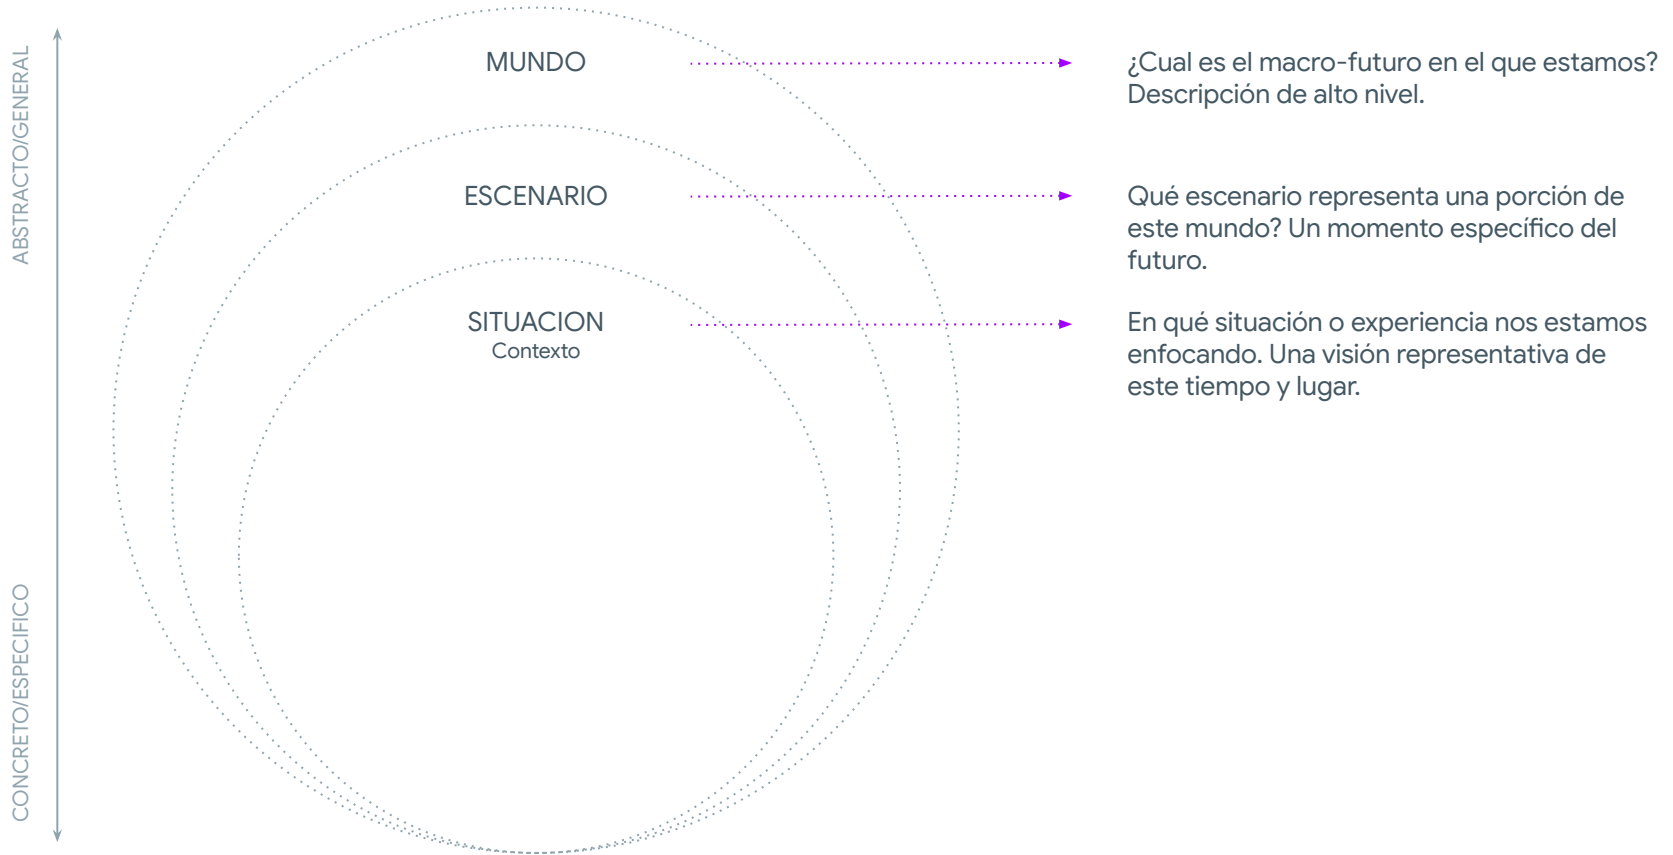 ABSTRACTO/GENERAL
CONCRETO/ESPECIFICO
MUNDO
¿Cual es el macro-futuro en el que estamos?
Descripción de alto nivel.
ESCENARIO
Qué escenario representa una porción de
este mundo? Un momento específico del
futuro.
SITUACION
Contexto
En qué situación o experiencia nos estamos
enfocando. Una visión representativa de
este tiempo y lugar.